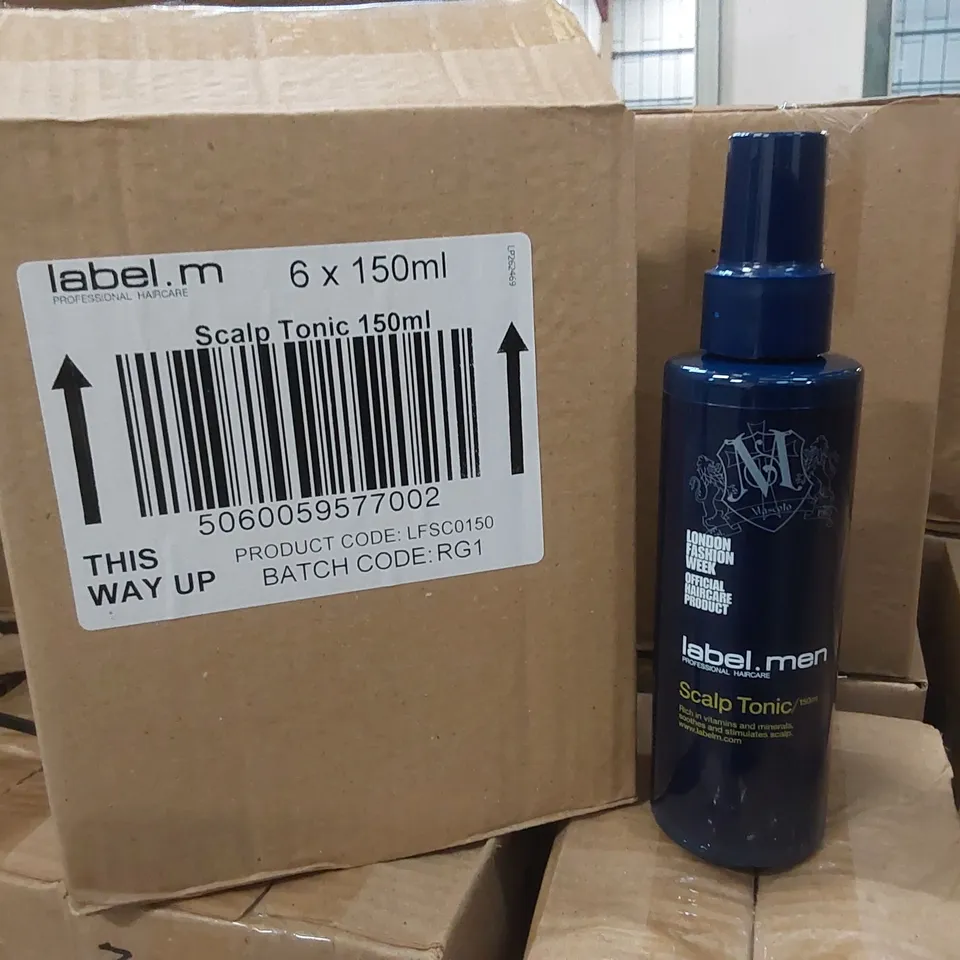 label.m
PROFESSIONAL HAIRCARE
6 x 150ml
LP262469
Scalp Tonic 150ml
5060059577002
THIS
WAY UP
PRODUCT CODE: LFSC0150
BATCH CODE: RG1
M
LONDON
FASHION
WEEK
OFFICIAL
HAIRCARE
PRODUCT
label.men
PROFESSIONAL HAIRCARE
Scalp Tonic/150ml
Rich in vitamins and minerals,
soothes and stimulates scalp.
www.labelm.com